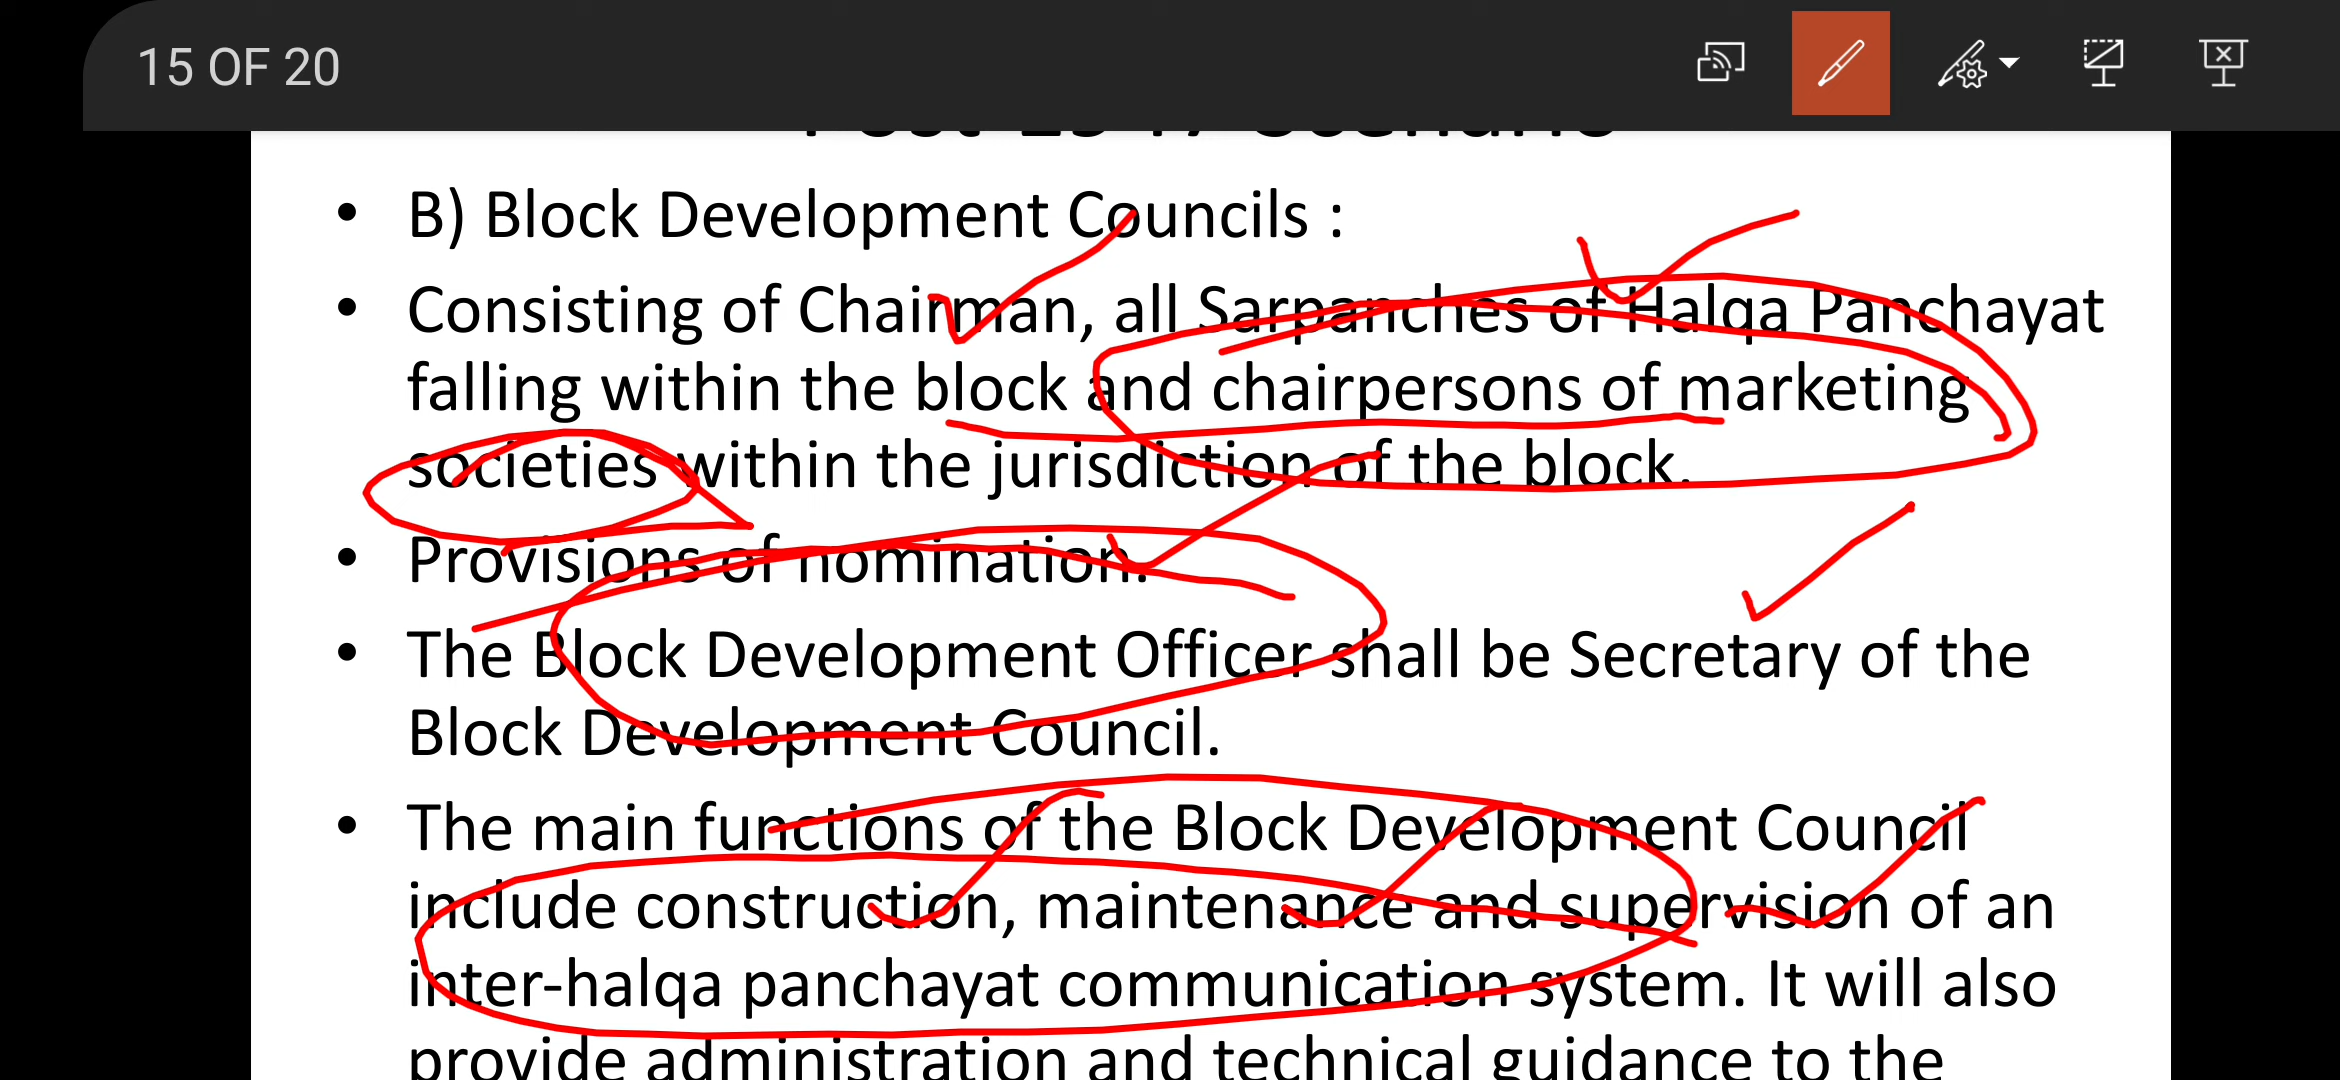 15 OF 20
• B) Block Development Councils :
• Consisting of Chairman, all Sarpanches of Halqa Panchayat
falling within the block and chairpersons of marketing
societies within the jurisdiction of the block.
• Provisions of nomination.
• The Block Development Officer shall be Secretary of the
Block Development Council.
• The main functions of the Block Development Council
include construction, maintenance and supervision of an
inter-halqa panchayat communication system. It will also
provide administration and technical guidance to the